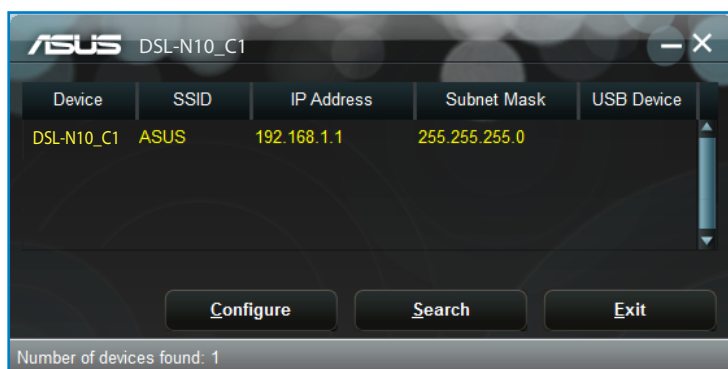 ASUS DSL-N10_C1
Device SSID IP Address Subnet Mask USB Device
DSL-N10_C1 ASUS 192.168.1.1 255.255.255.0
Configure Search Exit
Number of devices found: 1